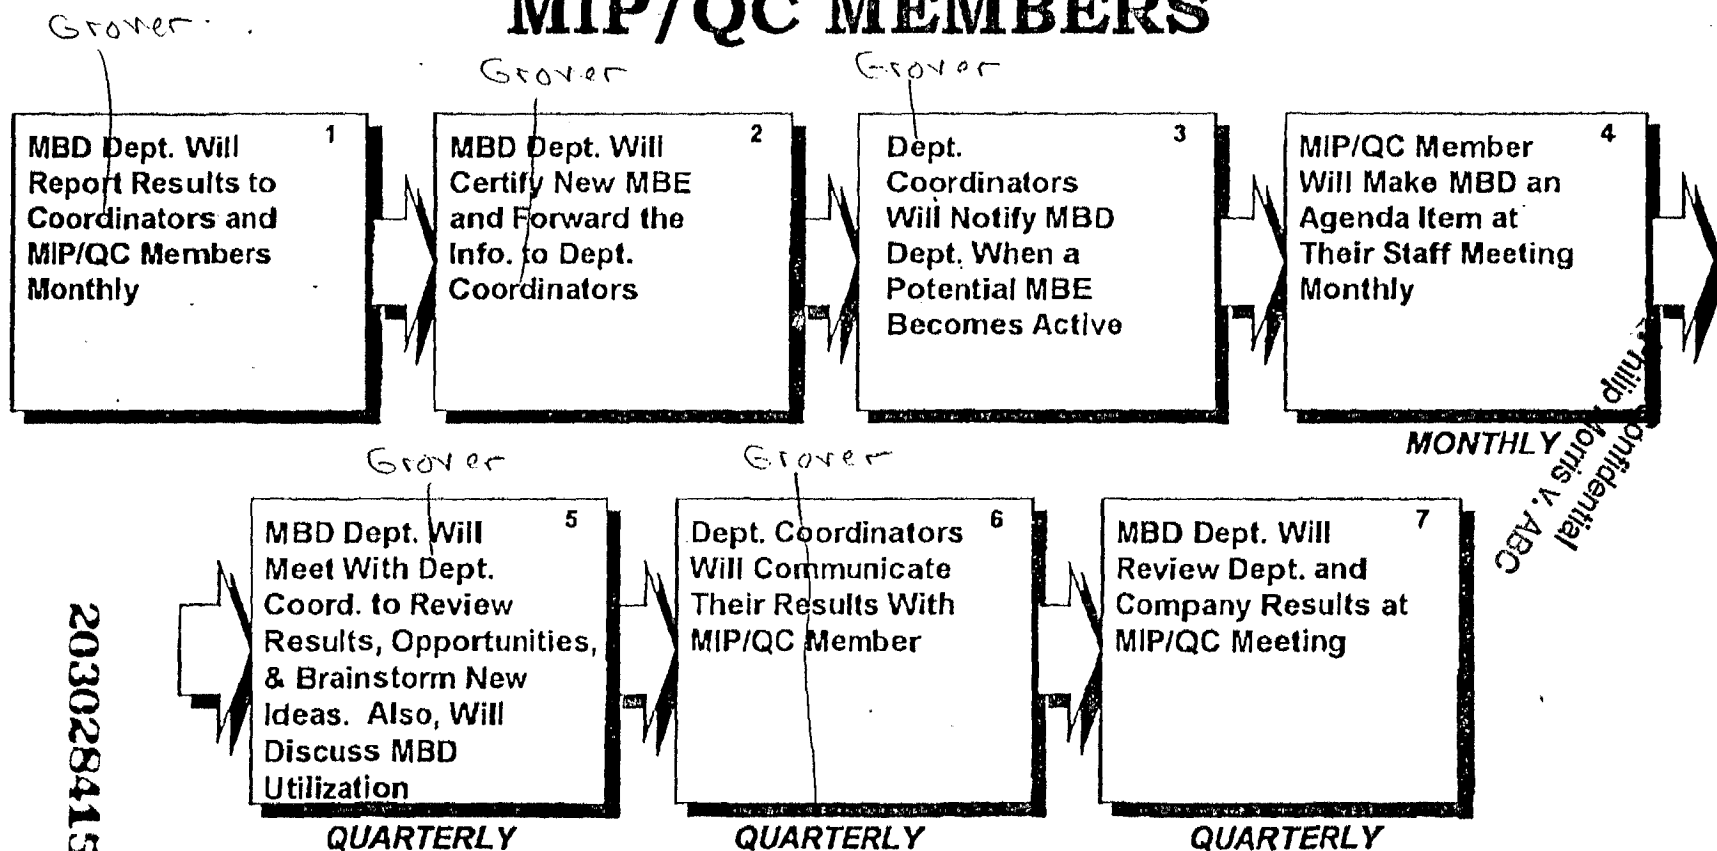 MIP/QC MEMBERS
Grover
Grover
Grover
1
MBD Dept. Will
Report Results to
Coordinators and
MIP/QC Members
Monthly
2
MBD Dept. Will
Certify New MBE
and Forward the
Info. to Dept.
Coordinators
3
Dept.
Coordinators
Will Notify MBD
Dept. When a
Potential MBE
Becomes Active
4
MIP/QC Member
Will Make MBD an
Agenda Item at
Their Staff Meeting
Monthly
MONTHLY
Grover
Grover
5
MBD Dept. Will
Meet With Dept.
Coord. to Review
Results, Opportunities,
& Brainstorm New
Ideas. Also, Will
Discuss MBD
Utilization
QUARTERLY
6
Dept. Coordinators
Will Communicate
Their Results With
MIP/QC Member
QUARTERLY
7
MBD Dept. Will
Review Dept. and
Company Results at
MIP/QC Meeting
QUARTERLY
Confidential
Philip Morris v. ABC
203028415